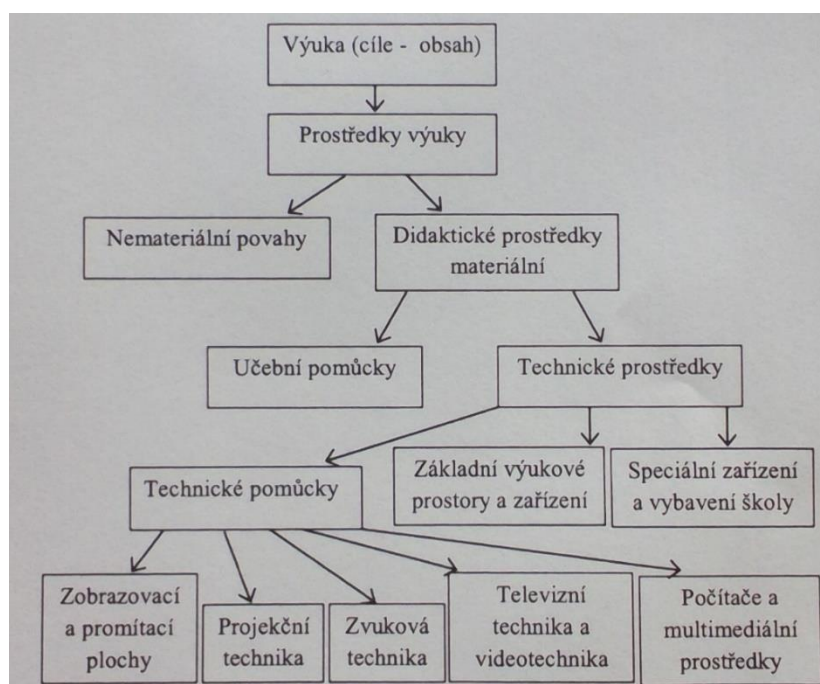 Výuka (cíle - obsah)
Prostředky výuky
Nemateriální povahy
Didaktické prostředky
materiální
Učební pomůcky
Technické prostředky
Technické pomůcky
Základní výukové
prostory a zařízení
Speciální zařízení
a vybavení školy
Zobrazovací
a promítací
plochy
Projekční
technika
Zvuková
technika
Televizní
technika a
videotechnika
Počítače a
multimediální
prostředky